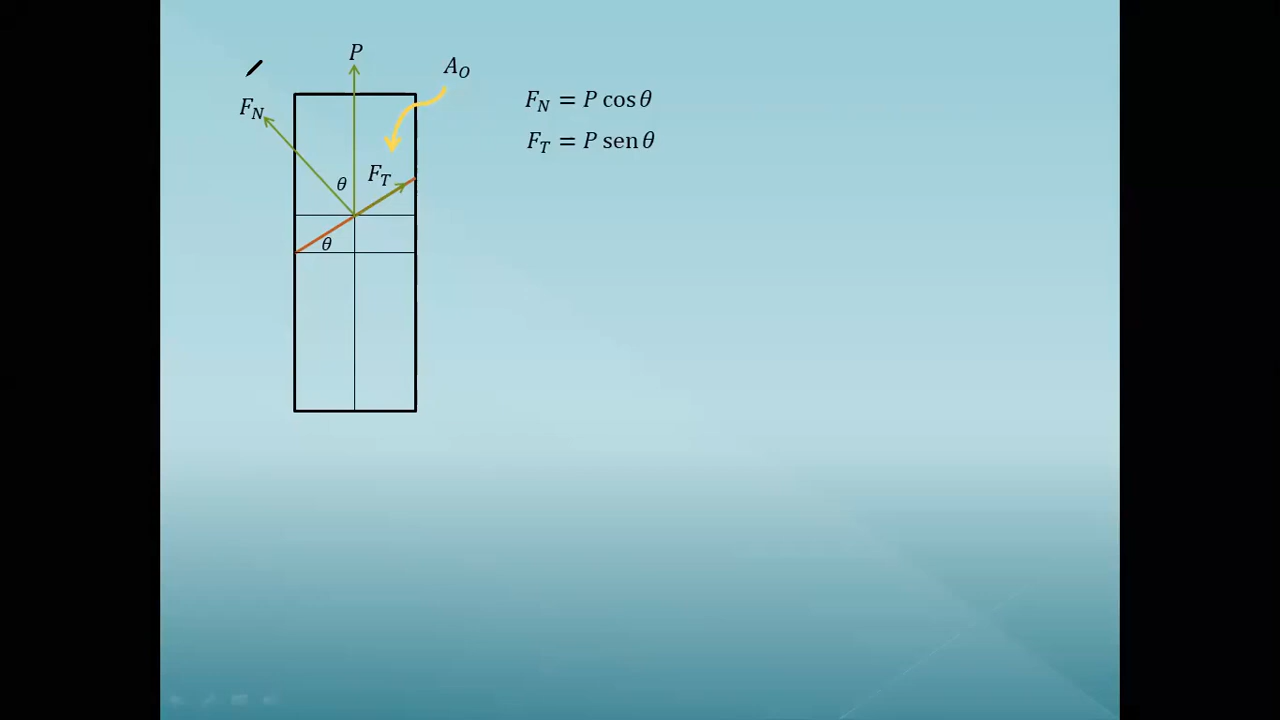 P
A_O
F_N
F_N = P cos θ
F_T = P sen θ
F_T
θ
θ